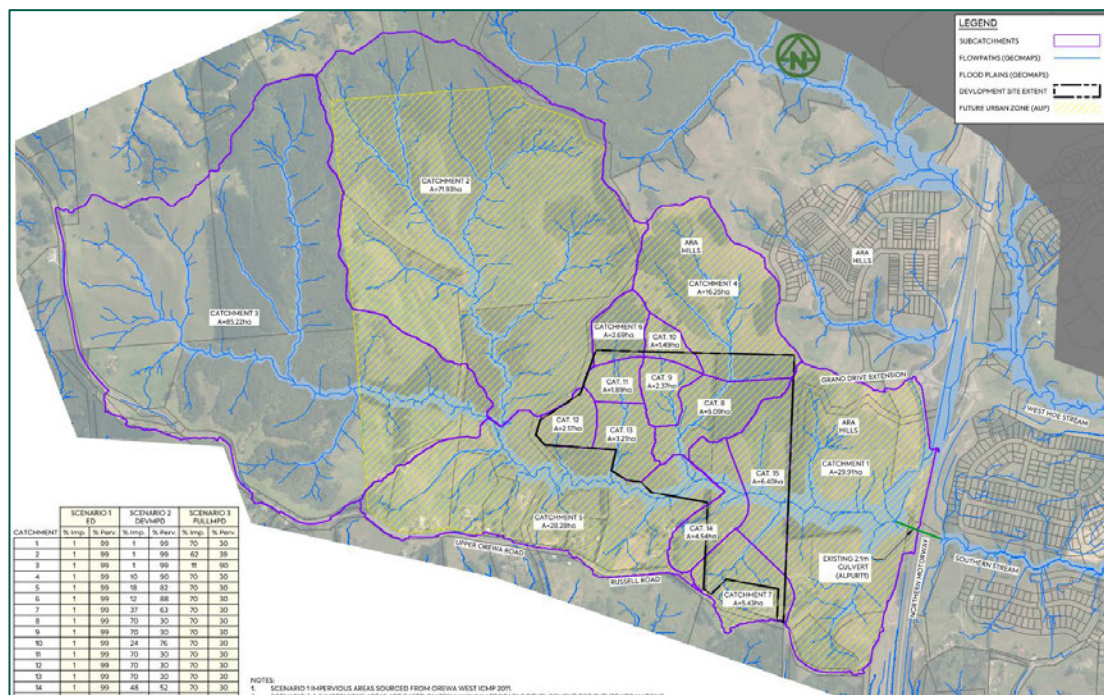 LEGEND
SUBCATCHMENTS
FLOWPATHS (GEOMAPS)
FLOOD PLAINS (GEOMAPS)
DEVLOPMENT SITE EXTENT
FUTURE URBAN ZONE (AUP)
N
CATCHMENT 2
A=71.93ha
ARA
HILLS
CATCHMENT 4
A=16.25ha
ARA
HILLS
CATCHMENT 3
A=85.22ha
CATCHMENT 6
A=2.69ha
CAT. 10
A=1.49ha
CAT. 11
A=1.89ha
CAT. 9
A=2.37ha
CAT. 8
A=5.09ha
CAT. 12
A=2.17ha
CAT. 13
A=3.21ha
GRAND DRIVE EXTENSION
WEST HOE STREAM
ARA
HILLS
CATCHMENT 1
A=29.91ha
CAT. 15
A=6.40ha
CATCHMENT 5
A=28.28ha
CAT. 14
A=4.54ha
UPPER OREWA ROAD
RUSSELL ROAD
CATCHMENT 7
A=5.43ha
EXISTING 2.1m
CULVERT
(ALPURT1)
NORTHERN MOTORWAY
SOUTHERN STREAM
SCENARIO 1 SCENARIO 2 SCENARIO 3
ED DEVMPD FULLMPD
CATCHMENT % Imp. % Perv. % Imp. % Perv. % Imp. % Perv.
1 1 99 1 99 70 30
2 1 99 1 99 62 39
3 1 99 1 99 11 90
4 1 99 10 90 70 30
5 1 99 18 82 70 30
6 1 99 12 88 70 30
7 1 99 37 63 70 30
8 1 99 70 30 70 30
9 1 99 70 30 70 30
10 1 99 24 76 70 30
11 1 99 70 30 70 30
12 1 99 70 30 70 30
13 1 99 70 30 70 30
14 1 99 48 52 70 30
NOTES:
1. SCENARIO 1 IMPERVIOUS AREAS SOURCED FROM OREWA WEST ICMP 2011.